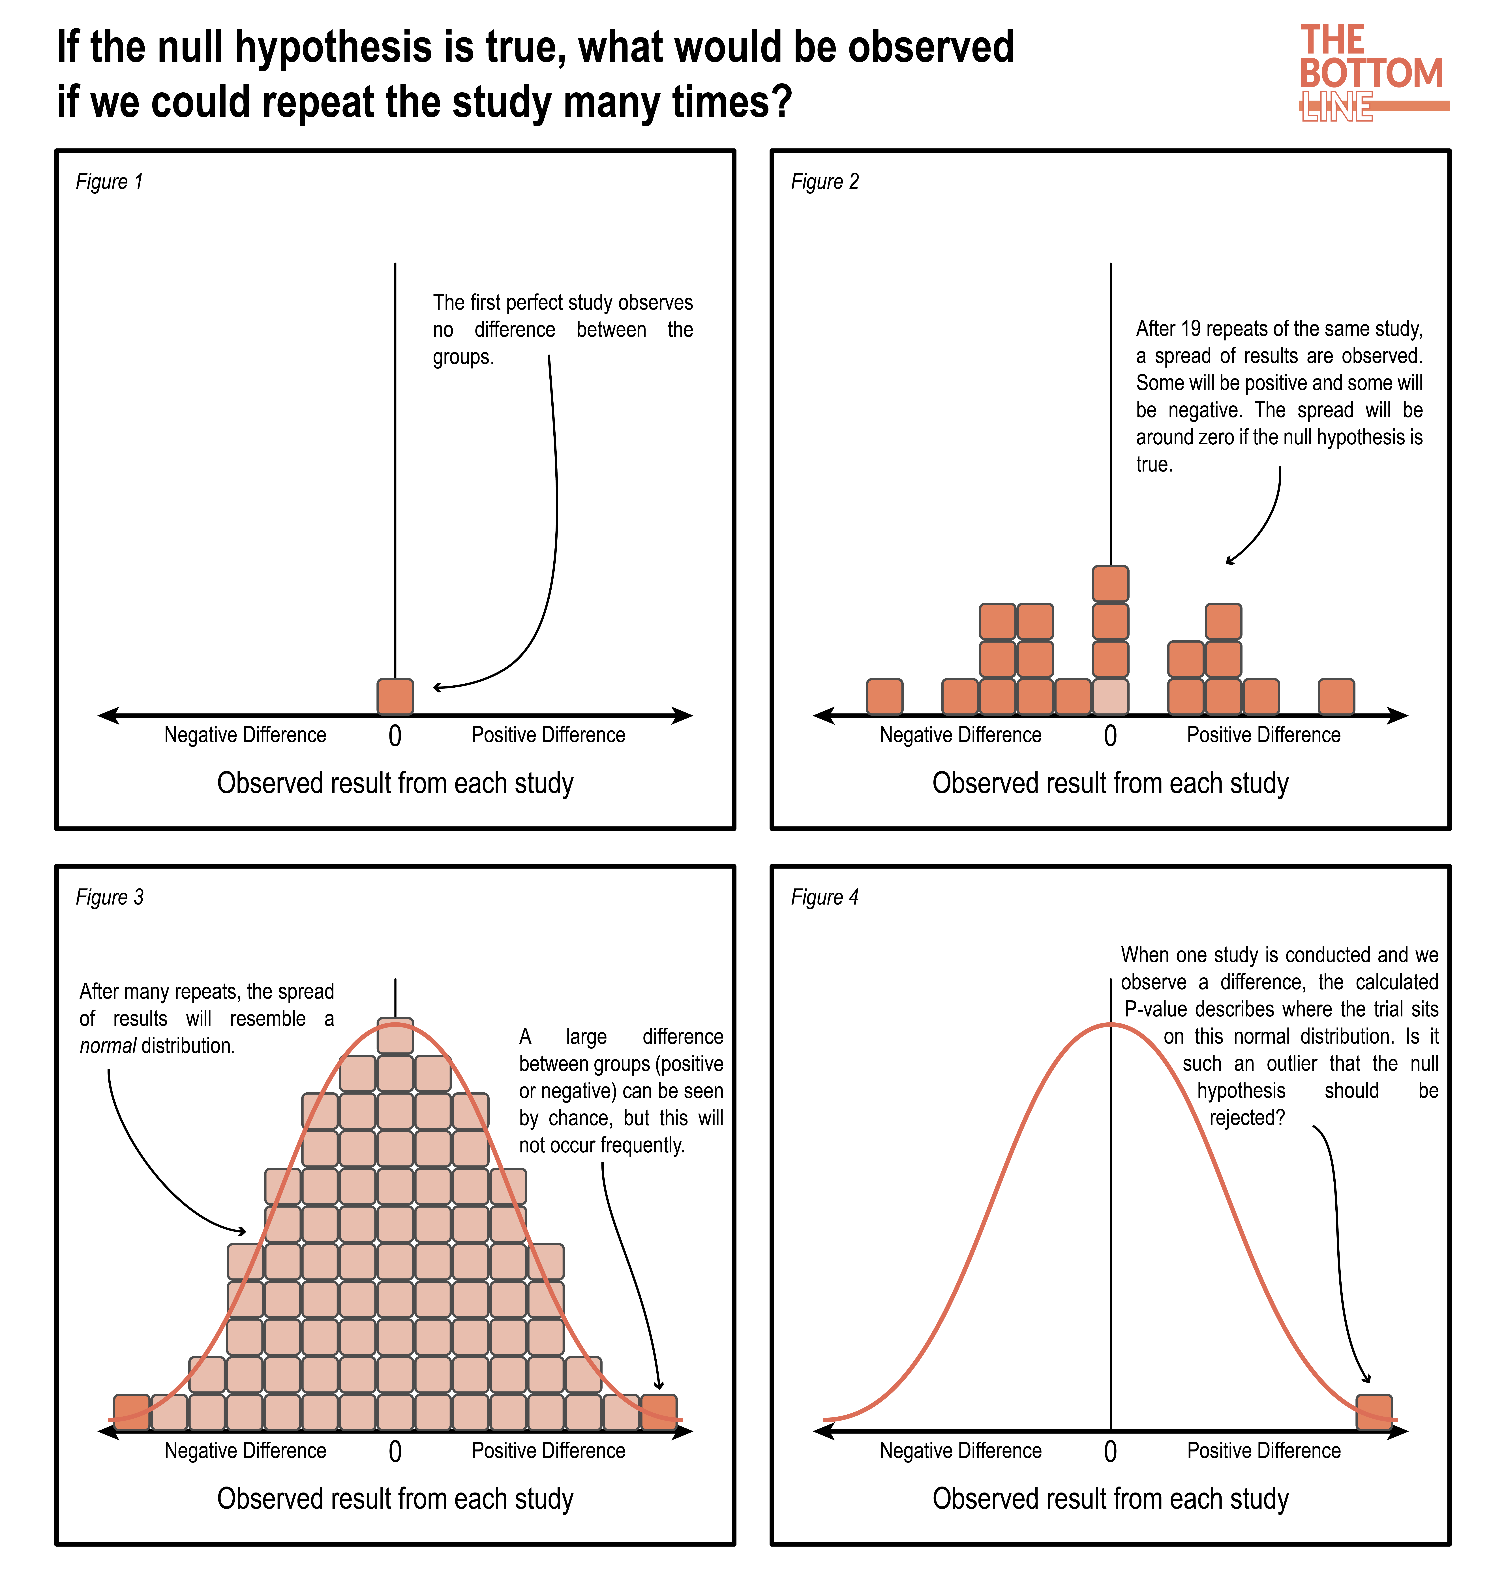 If the null hypothesis is true, what would be observed
if we could repeat the study many times?
THE
BOTTOM
LINE
Figure 1
The first perfect study observes
no difference between the
groups.
Negative Difference
0
Positive Difference
Observed result from each study
Figure 2
After 19 repeats of the same study,
a spread of results are observed.
Some will be positive and some will
be negative. The spread will be
around zero if the null hypothesis is
true.
Negative Difference
0
Positive Difference
Observed result from each study
Figure 3
After many repeats, the spread
of results will resemble a
normal distribution.
A large difference
between groups (positive
or negative) can be seen
by chance, but this will
not occur frequently.
Negative Difference
0
Positive Difference
Observed result from each study
Figure 4
When one study is conducted and we
observe a difference, the calculated
P-value describes where the trial sits
on this normal distribution. Is it
such an outlier that the null
hypothesis should be
rejected?
Negative Difference
0
Positive Difference
Observed result from each study